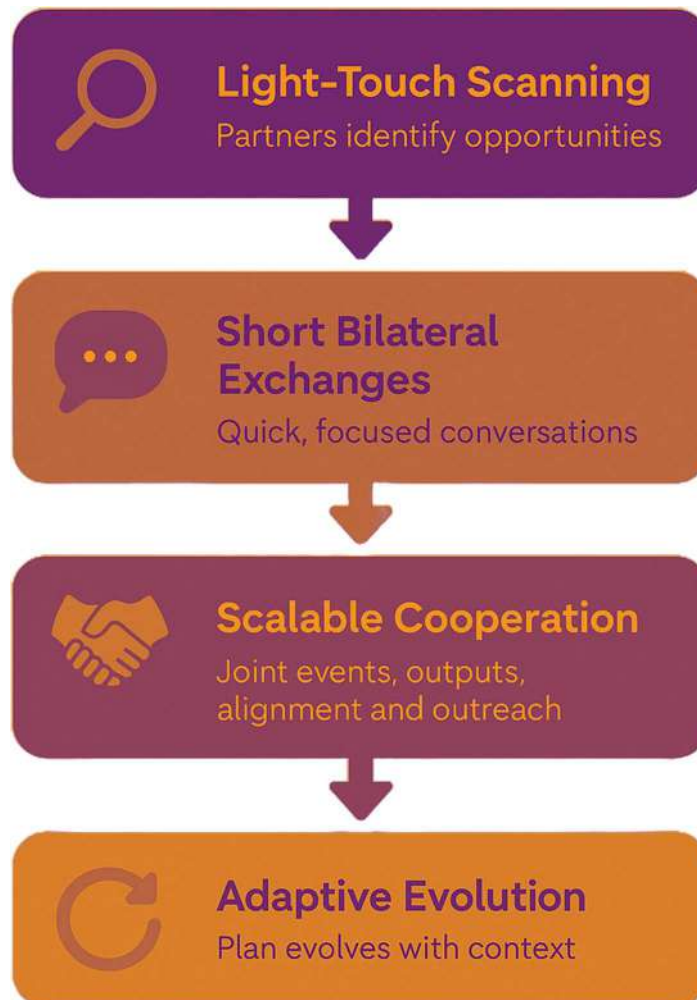 Light-Touch Scanning
Partners identify opportunities
Short Bilateral
Exchanges
Quick, focused conversations
Scalable Cooperation
Joint events, outputs,
alignment and outreach
Adaptive Evolution
Plan evolves with context